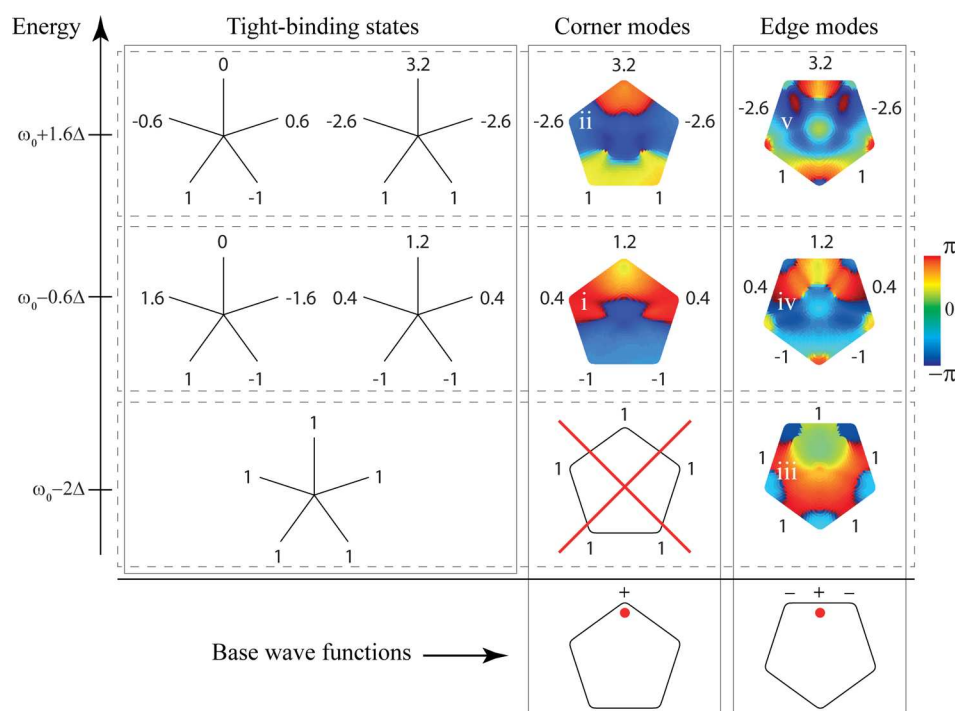 Energy Tight-binding states Corner modes Edge modes
0 3.2 3.2 3.2
-0.6 0.6 -2.6 -2.6 -2.6 ii -2.6 -2.6 v -2.6
ω₀+1.6Δ
1 -1 1 1 1 1 1 1
0 1.2 1.2 1.2
π
1.6 -1.6 0.4 0.4 0.4 i 0.4 0.4 iv 0.4
ω₀−0.6Δ
0
1 -1 -1 -1 -1 -1 -1 -1
−π
1 1 1
1 1 1 1 1 iii 1
ω₀−2Δ
1 1 1 1 1 1
+ − + −
Base wave functions